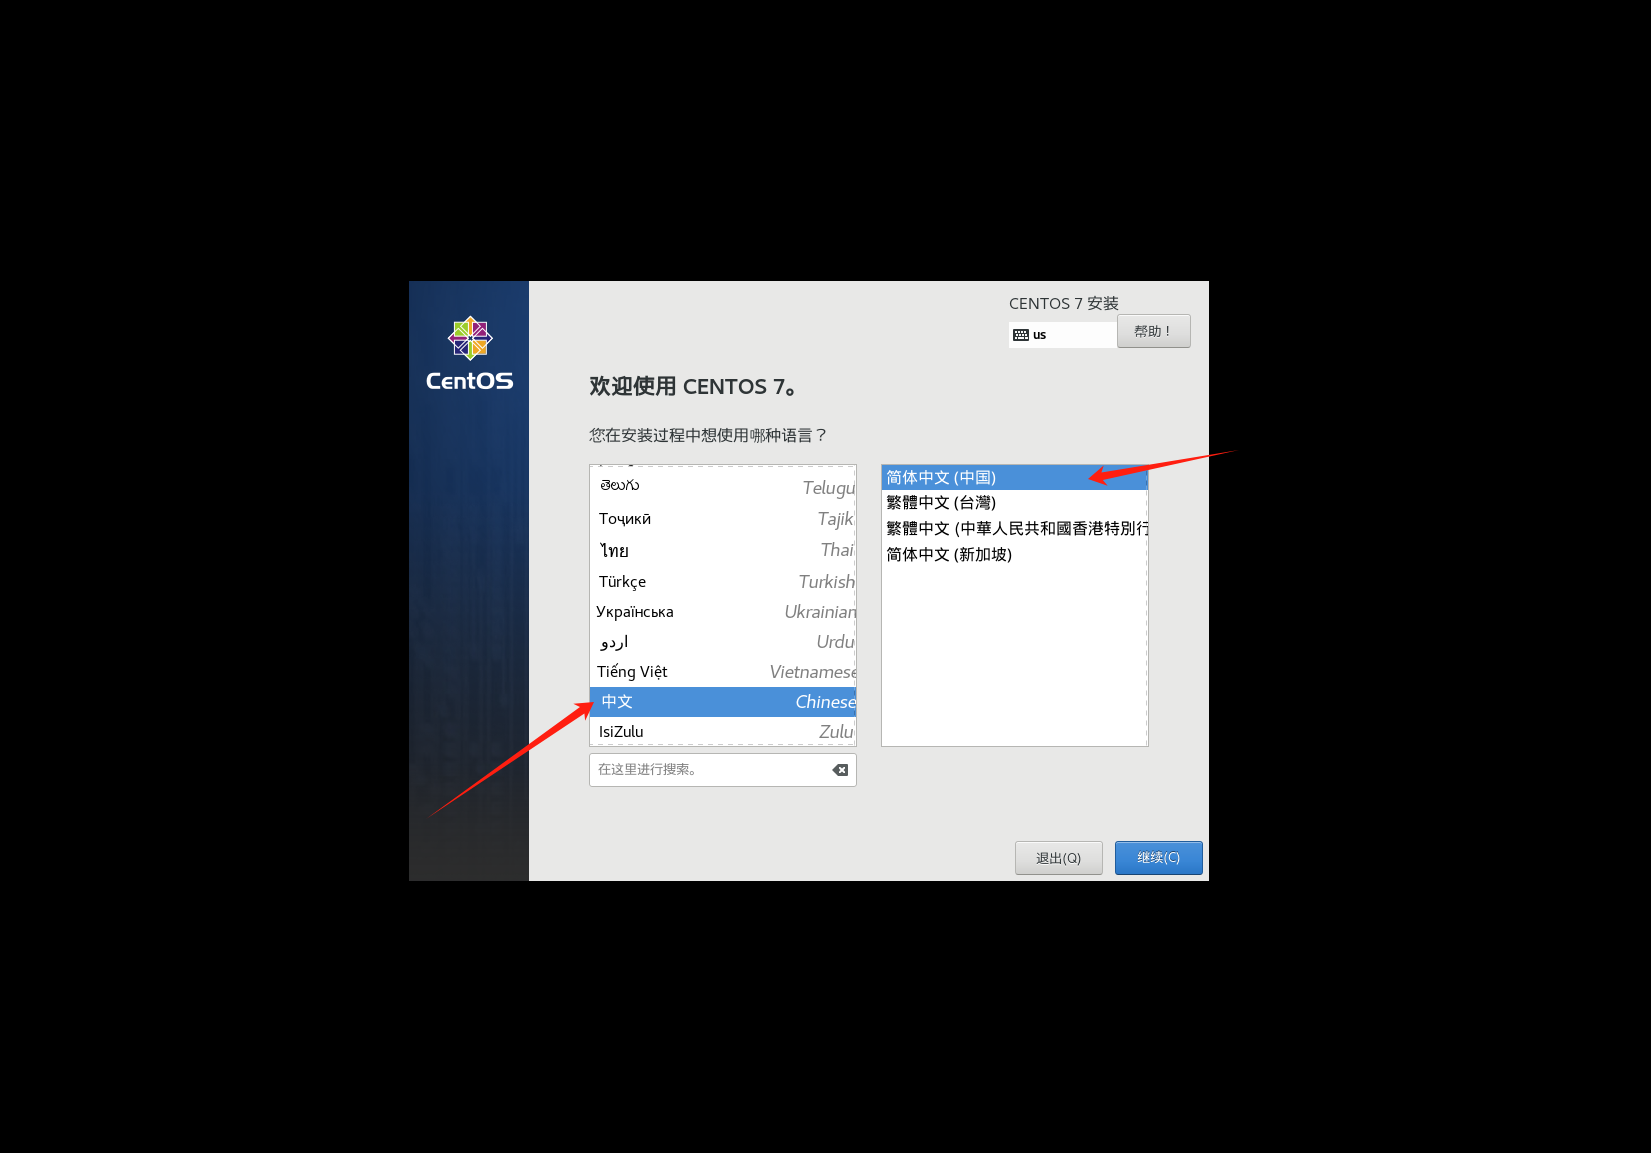 CentOS
CENTOS 7 安装
us
帮助！
欢迎使用 CENTOS 7。
您在安装过程中想使用哪种语言？
తెలుగు Telugu
Тоҷикӣ Tajik
ไทย Thai
Türkçe Turkish
Українська Ukrainian
اردو Urdu
Tiếng Việt Vietnamese
中文 Chinese
IsiZulu Zulu
在这里进行搜索。
简体中文 (中国)
繁體中文 (台灣)
繁體中文 (中華人民共和國香港特別行
简体中文 (新加坡)
退出(Q)
继续(C)